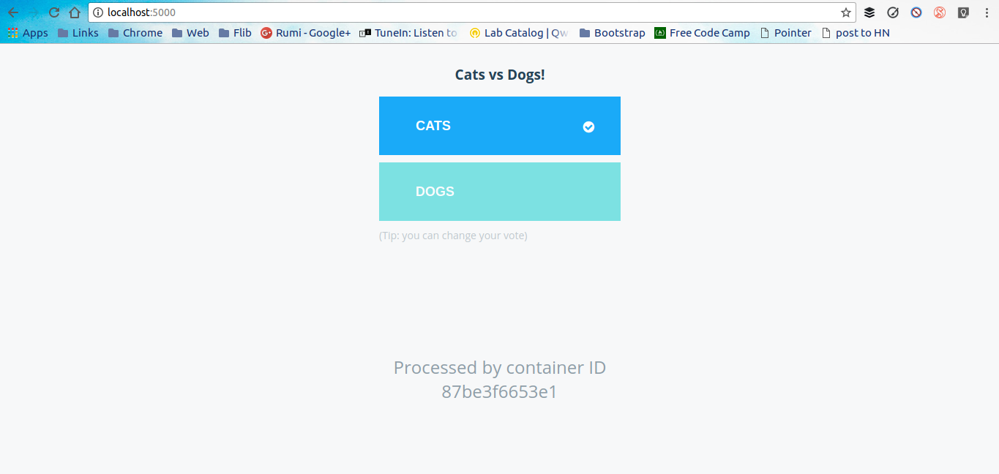 localhost:5000
Apps Links Chrome Web Flib Rumi - Google+ TuneIn: Listen to Lab Catalog | Qw Bootstrap Free Code Camp Pointer post to HN
Cats vs Dogs!
CATS
DOGS
(Tip: you can change your vote)
Processed by container ID
87be3f6653e1